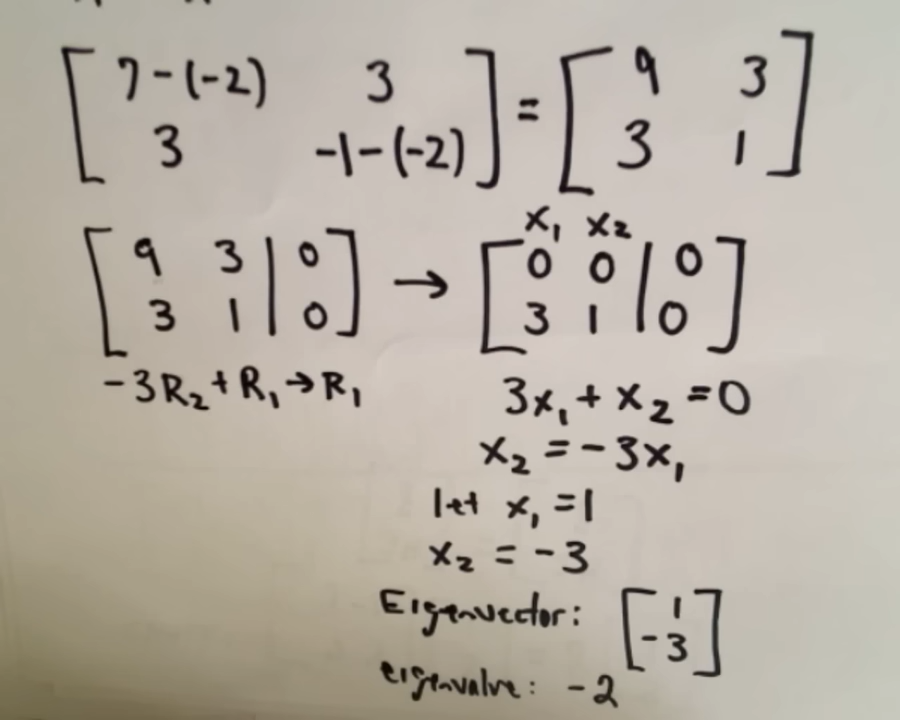 [7-(-2) 3] = [9 3]
[3 -1-(-2)] [3 1]
x₁ x₂
[9 3 | 0] → [0 0 | 0]
[3 1 | 0] [3 1 | 0]
-3R₂+R₁→R₁
3x₁+x₂=0
x₂=-3x₁
let x₁=1
x₂=-3
Eigenvector: [1
-3]
eigenvalue: -2